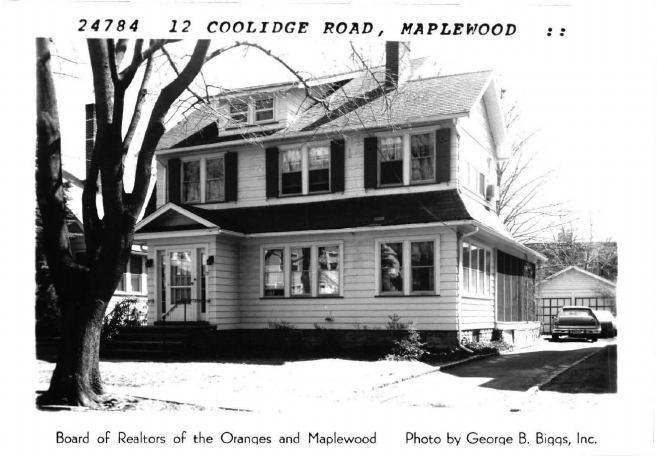 24784 12 COOLIDGE ROAD, MAPLEWOOD ::
Board of Realtors of the Oranges and Maplewood Photo by George B. Biggs, Inc.